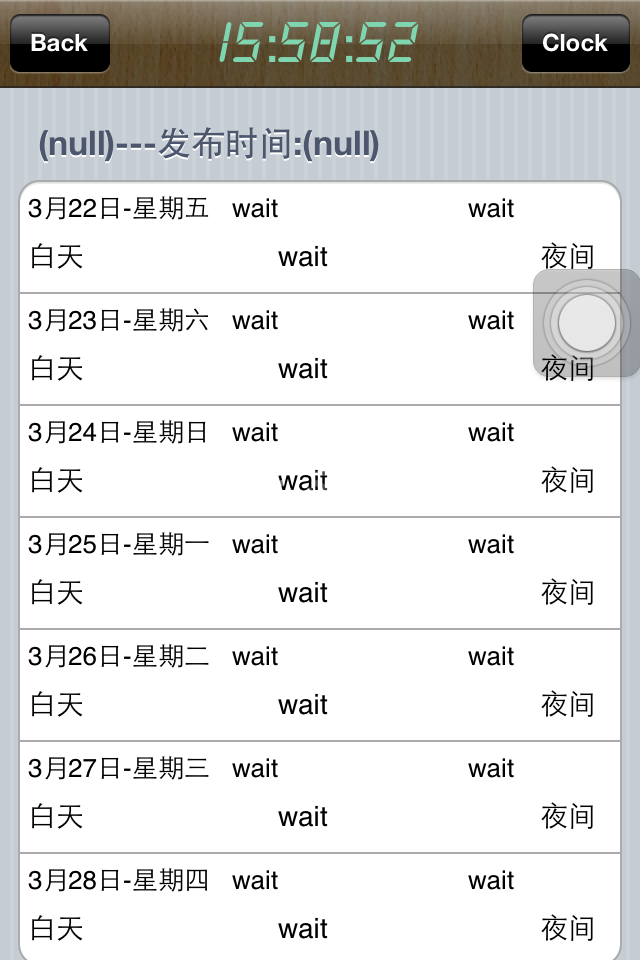 Back 15:50:52 Clock
(null)---发布时间:(null)
3月22日-星期五 wait wait
白天 wait 夜间
3月23日-星期六 wait wait
白天 wait 夜间
3月24日-星期日 wait wait
白天 wait 夜间
3月25日-星期一 wait wait
白天 wait 夜间
3月26日-星期二 wait wait
白天 wait 夜间
3月27日-星期三 wait wait
白天 wait 夜间
3月28日-星期四 wait wait
白天 wait 夜间